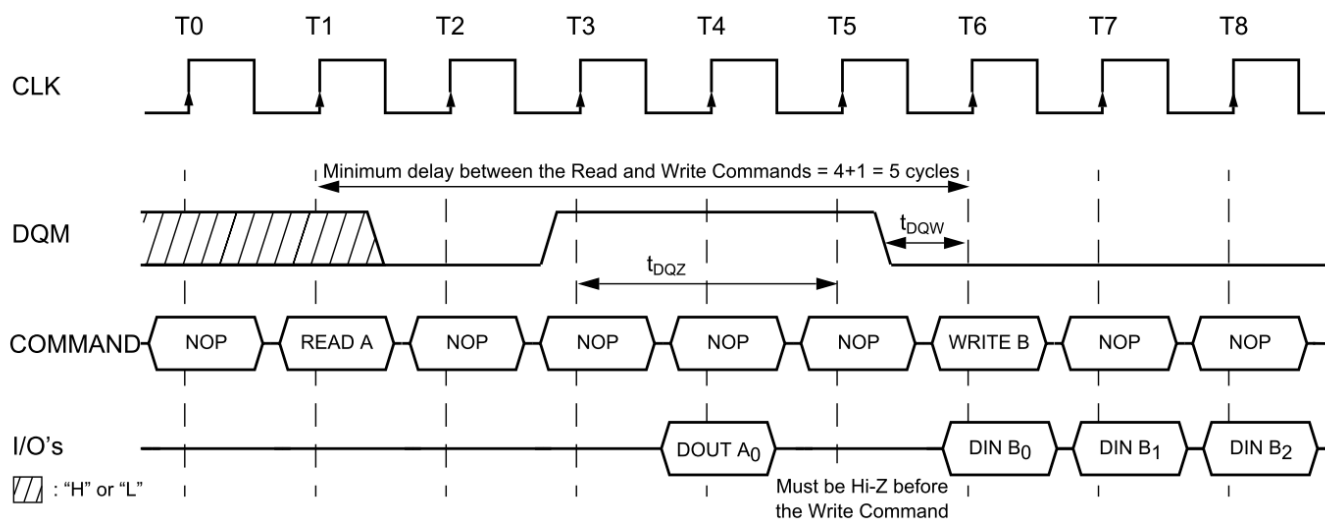 T0 T1 T2 T3 T4 T5 T6 T7 T8
CLK
Minimum delay between the Read and Write Commands = 4+1 = 5 cycles
DQM
tDQW
tDQZ
COMMAND NOP READ A NOP NOP NOP NOP WRITE B NOP NOP
I/O's DOUT A0 DIN B0 DIN B1 DIN B2
: “H” or “L”
Must be Hi-Z before
the Write Command